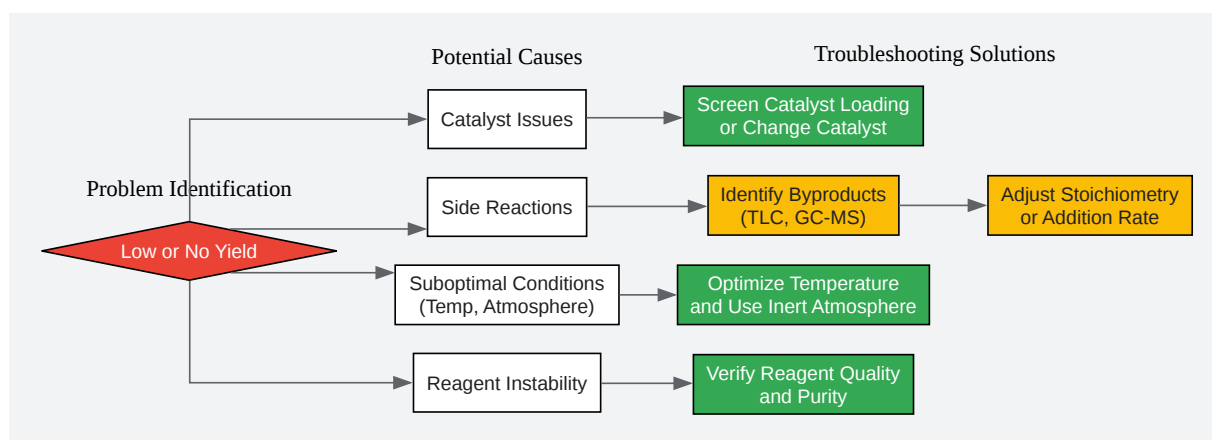 Potential Causes
Troubleshooting Solutions
Problem Identification
Low or No Yield
Catalyst Issues
Screen Catalyst Loading
or Change Catalyst
Side Reactions
Identify Byproducts
(TLC, GC-MS)
Adjust Stoichiometry
or Addition Rate
Suboptimal Conditions
(Temp, Atmosphere)
Optimize Temperature
and Use Inert Atmosphere
Reagent Instability
Verify Reagent Quality
and Purity